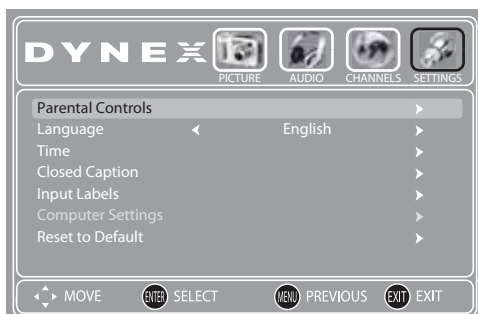 DYNEX
PICTURE AUDIO CHANNELS SETTINGS
Parental Controls
Language English
Time
Closed Caption
Input Labels
Computer Settings
Reset to Default
MOVE ENTER SELECT MENU PREVIOUS EXIT EXIT